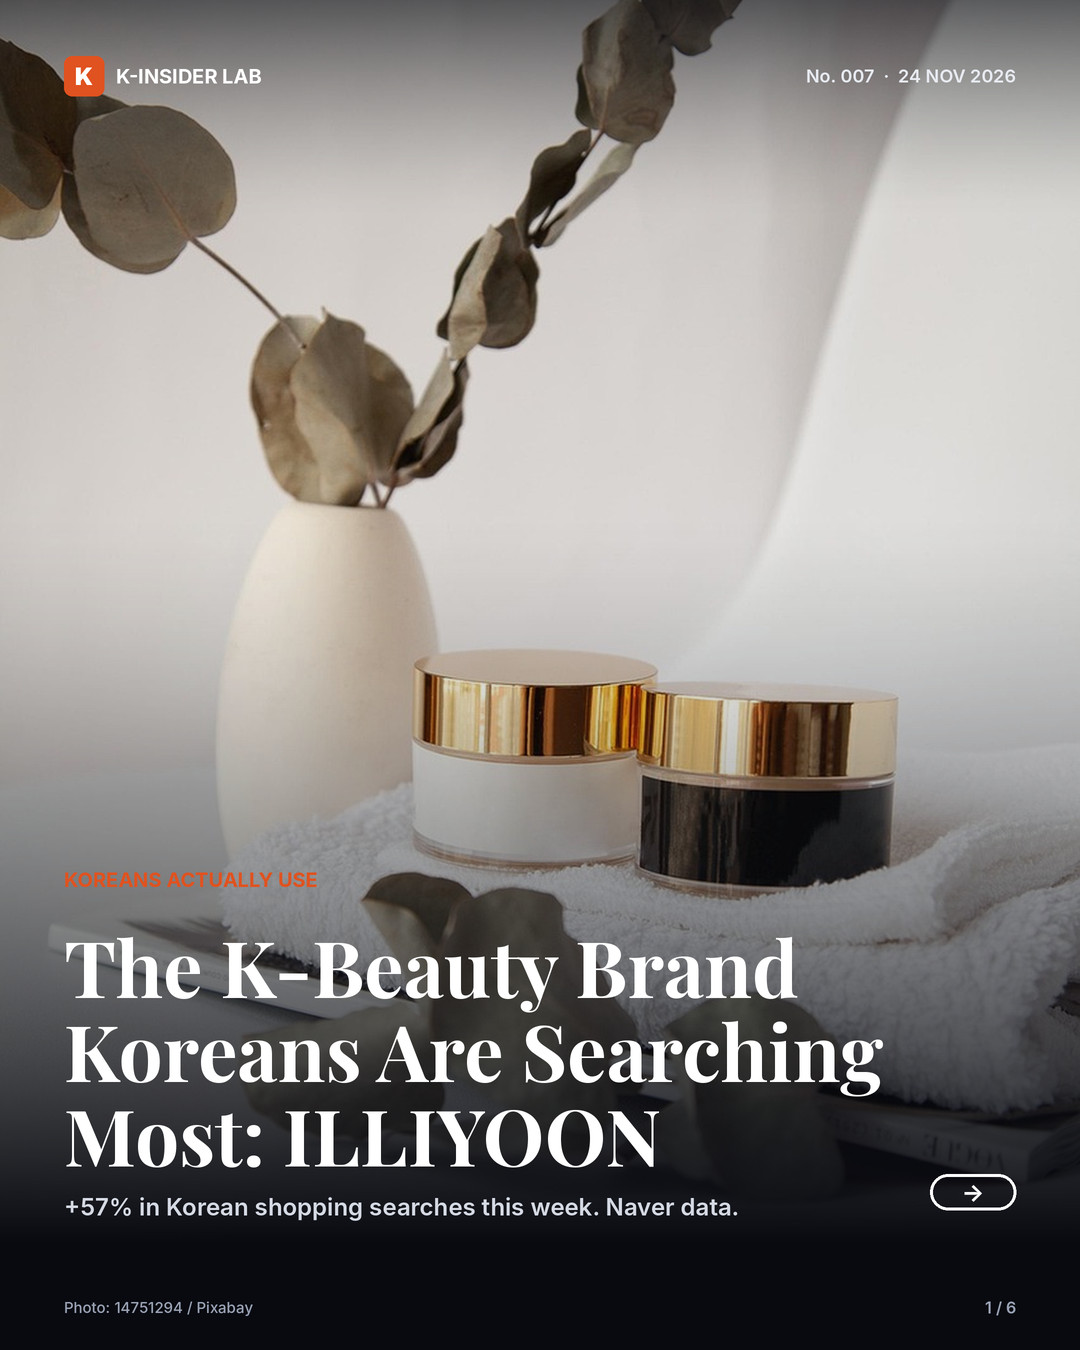 K K-INSIDER LAB
No. 007 · 24 NOV 2026
KOREANS ACTUALLY USE
The K-Beauty Brand
Koreans Are Searching
Most: ILLIYOON
+57% in Korean shopping searches this week. Naver data.
→
Photo: 14751294 / Pixabay
1 / 6
VOGUE